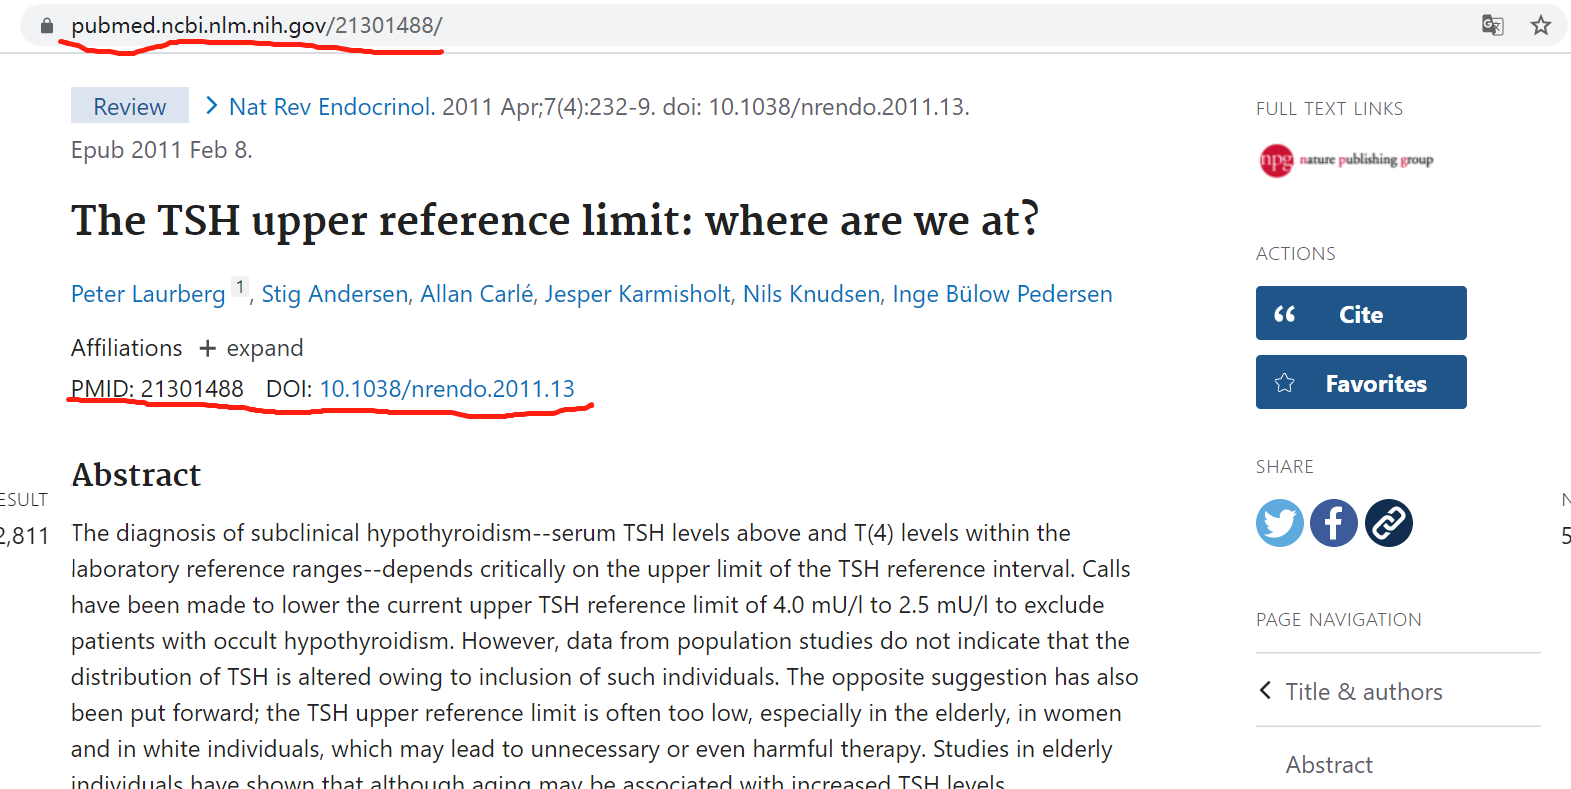 pubmed.ncbi.nlm.nih.gov/21301488/
Review > Nat Rev Endocrinol. 2011 Apr;7(4):232-9. doi: 10.1038/nrendo.2011.13.
Epub 2011 Feb 8.
The TSH upper reference limit: where are we at?
Peter Laurberg 1, Stig Andersen, Allan Carlé, Jesper Karmisholt, Nils Knudsen, Inge Bülow Pedersen
Affiliations + expand
PMID: 21301488 DOI: 10.1038/nrendo.2011.13
Abstract
The diagnosis of subclinical hypothyroidism--serum TSH levels above and T(4) levels within the
laboratory reference ranges--depends critically on the upper limit of the TSH reference interval. Calls
have been made to lower the current upper TSH reference limit of 4.0 mU/l to 2.5 mU/l to exclude
patients with occult hypothyroidism. However, data from population studies do not indicate that the
distribution of TSH is altered owing to inclusion of such individuals. The opposite suggestion has also
been put forward; the TSH upper reference limit is often too low, especially in the elderly, in women
and in white individuals, which may lead to unnecessary or even harmful therapy. Studies in elderly
individuals have shown that although aging may be associated with increased TSH levels
ESULT
2,811
FULL TEXT LINKS
npg nature publishing group
ACTIONS
Cite
Favorites
SHARE
PAGE NAVIGATION
Title & authors
Abstract
N
5